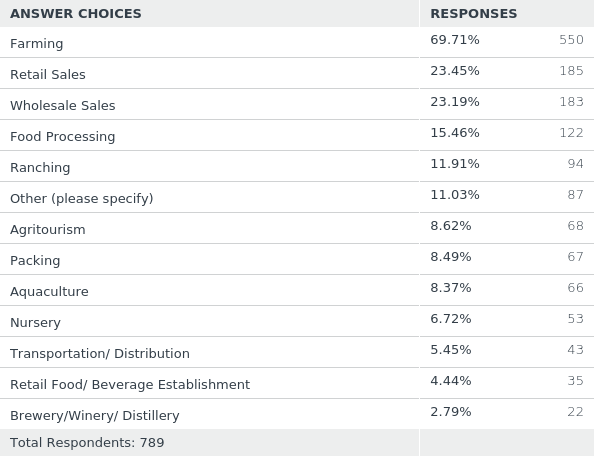 ANSWER CHOICES RESPONSES
Farming 69.71% 550
Retail Sales 23.45% 185
Wholesale Sales 23.19% 183
Food Processing 15.46% 122
Ranching 11.91% 94
Other (please specify) 11.03% 87
Agritourism 8.62% 68
Packing 8.49% 67
Aquaculture 8.37% 66
Nursery 6.72% 53
Transportation/ Distribution 5.45% 43
Retail Food/ Beverage Establishment 4.44% 35
Brewery/Winery/ Distillery 2.79% 22
Total Respondents: 789